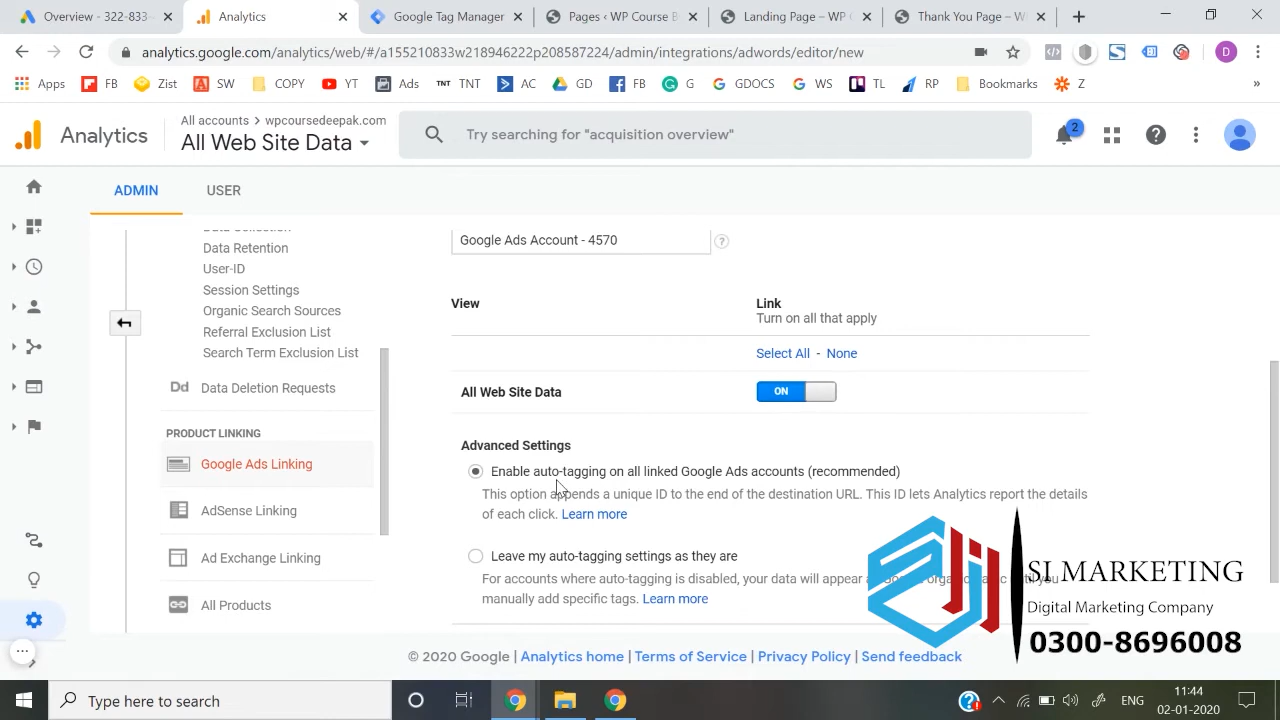 Overview - 322-833
Analytics
Google Tag Manager
Pages ‹ WP Course B
Landing Page – WP C
Thank You Page – W
analytics.google.com/analytics/web/#/a155210833w218946222p208587224/admin/integrations/adwords/editor/new
D
Apps
FB
Zist
SW
COPY
YT
Ads
TNT TNT
AC
GD
FB
G
GDOCS
WS
TL
RP
Bookmarks
Z
»
Analytics
All accounts > wpcoursedeepak.com
All Web Site Data
Try searching for "acquisition overview"
2
ADMIN
USER
Data Retention
User-ID
Session Settings
Organic Search Sources
Referral Exclusion List
Search Term Exclusion List
Dd Data Deletion Requests
PRODUCT LINKING
Google Ads Linking
AdSense Linking
Ad Exchange Linking
All Products
Google Ads Account - 4570
View
Link
Turn on all that apply
Select All - None
All Web Site Data
ON
Advanced Settings
Enable auto-tagging on all linked Google Ads accounts (recommended)
This option appends a unique ID to the end of the destination URL. This ID lets Analytics report the details
of each click. Learn more
Leave my auto-tagging settings as they are
For accounts where auto-tagging is disabled, your data will appear as Google organic until you
manually add specific tags. Learn more
SJ MARKETING
Digital Marketing Company
0300-8696008
© 2020 Google | Analytics home | Terms of Service | Privacy Policy | Send feedback
Type here to search
ENG
11:44
02-01-2020